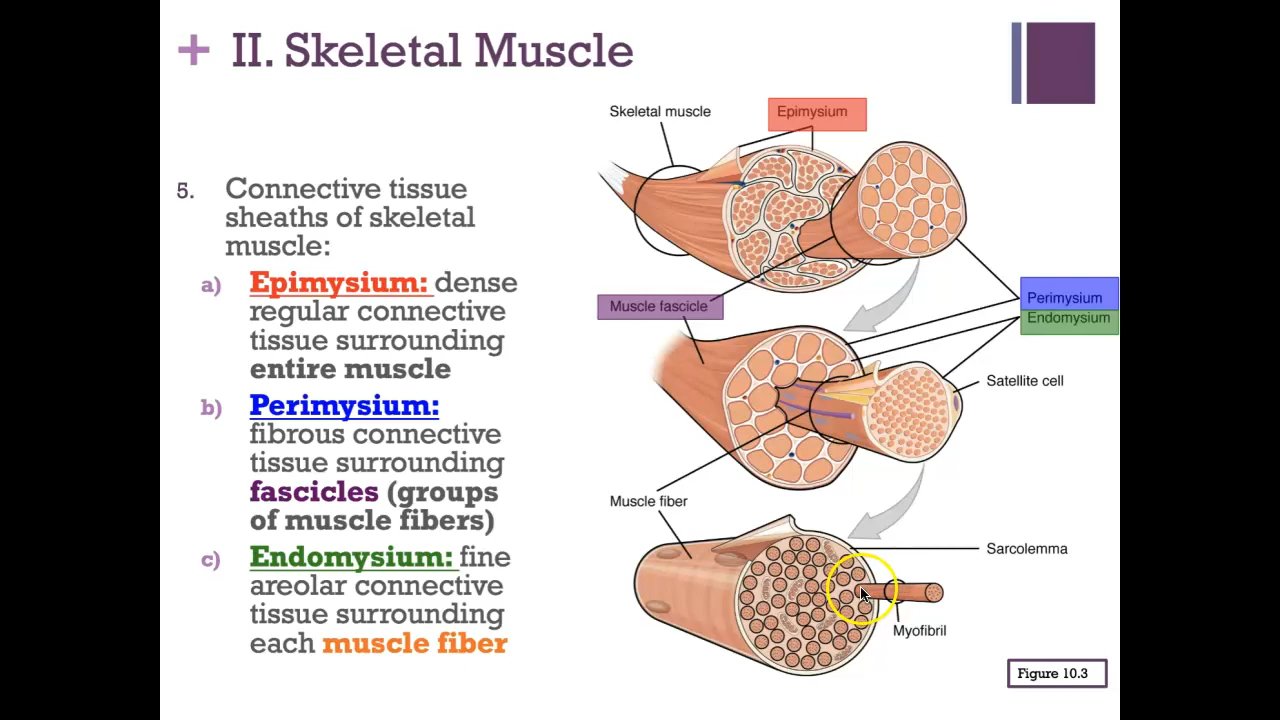 + II. Skeletal Muscle
5. Connective tissue
sheaths of skeletal
muscle:
a) Epimysium: dense
regular connective
tissue surrounding
entire muscle
b) Perimysium:
fibrous connective
tissue surrounding
fascicles (groups
of muscle fibers)
c) Endomysium: fine
areolar connective
tissue surrounding
each muscle fiber
Skeletal muscle
Epimysium
Muscle fascicle
Perimysium
Endomysium
Satellite cell
Muscle fiber
Sarcolemma
Myofibril
Figure 10.3